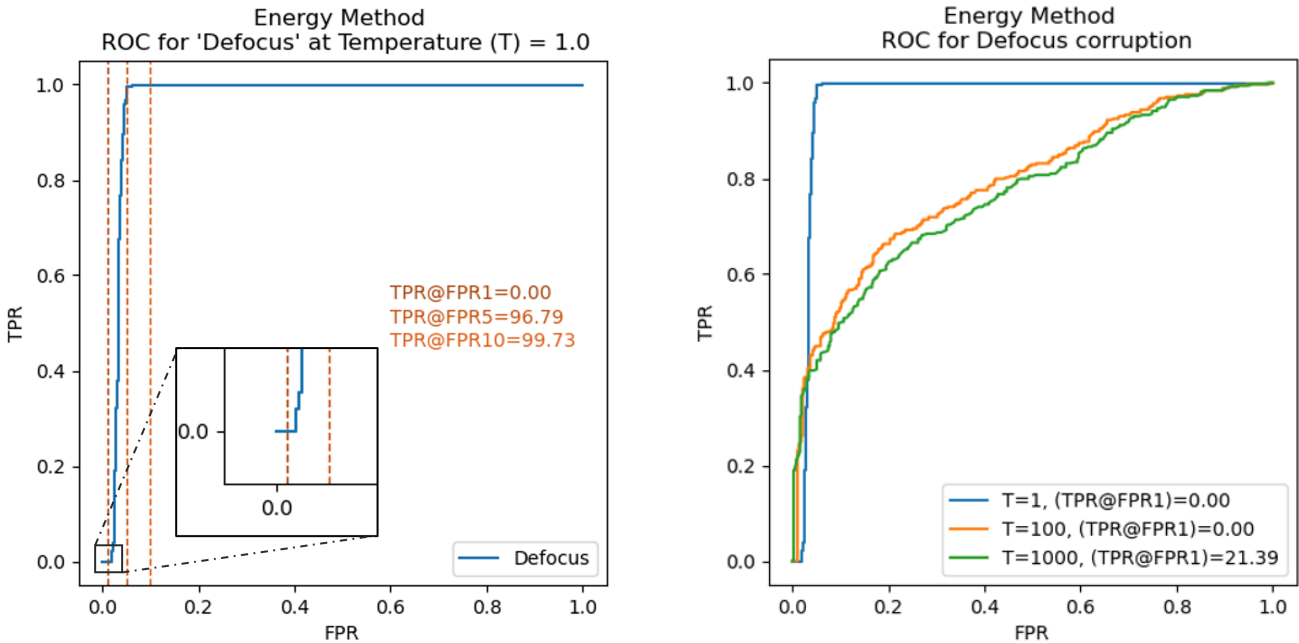 Energy Method
ROC for 'Defocus' at Temperature (T) = 1.0
1.0
0.8
0.6
0.4
0.2
0.0
TPR
TPR@FPR1=0.00
TPR@FPR5=96.79
TPR@FPR10=99.73
0.0
0.0
Defocus
0.0
0.2
0.4
0.6
0.8
1.0
FPR
Energy Method
ROC for Defocus corruption
1.0
0.8
0.6
0.4
0.2
0.0
TPR
T=1, (TPR@FPR1)=0.00
T=100, (TPR@FPR1)=0.00
T=1000, (TPR@FPR1)=21.39
0.0
0.2
0.4
0.6
0.8
1.0
FPR